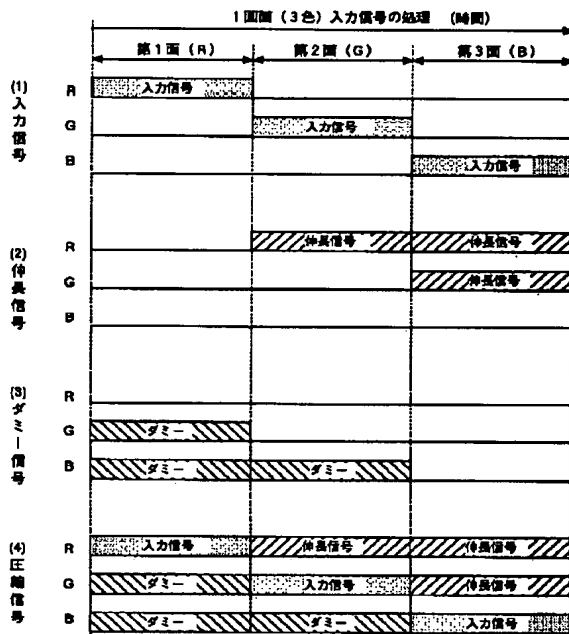 1画面(3色)入力信号の処理 (時間)
第1面(R) 第2面(G) 第3面(B)
(1) 入力信号
R 入力信号
G 入力信号
B 入力信号
(2) 伸長信号
R 伸長信号 伸長信号
G 伸長信号
B
(3) ダミー信号
R
G ダミー
B ダミー ダミー
(4) 圧縮信号
R 入力信号 伸長信号 伸長信号
G ダミー 入力信号 伸長信号
B ダミー ダミー 入力信号